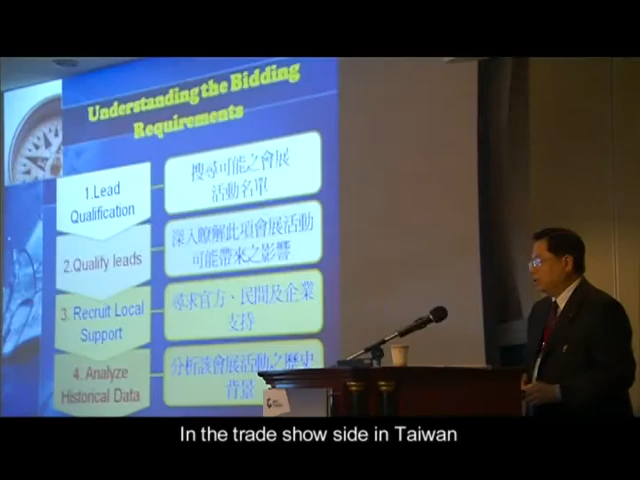 Understanding the Bidding
Requirements
1.Lead
Qualification
搜尋可能之會展
活動名單
2.Qualify leads
深入瞭解此項會展活動
可能帶來之影響
3. Recruit Local
Support
尋求官方、民間及企業
支持
4. Analyze
Historical Data
分析該會展活動之歷史
背景
In the trade show side in Taiwan